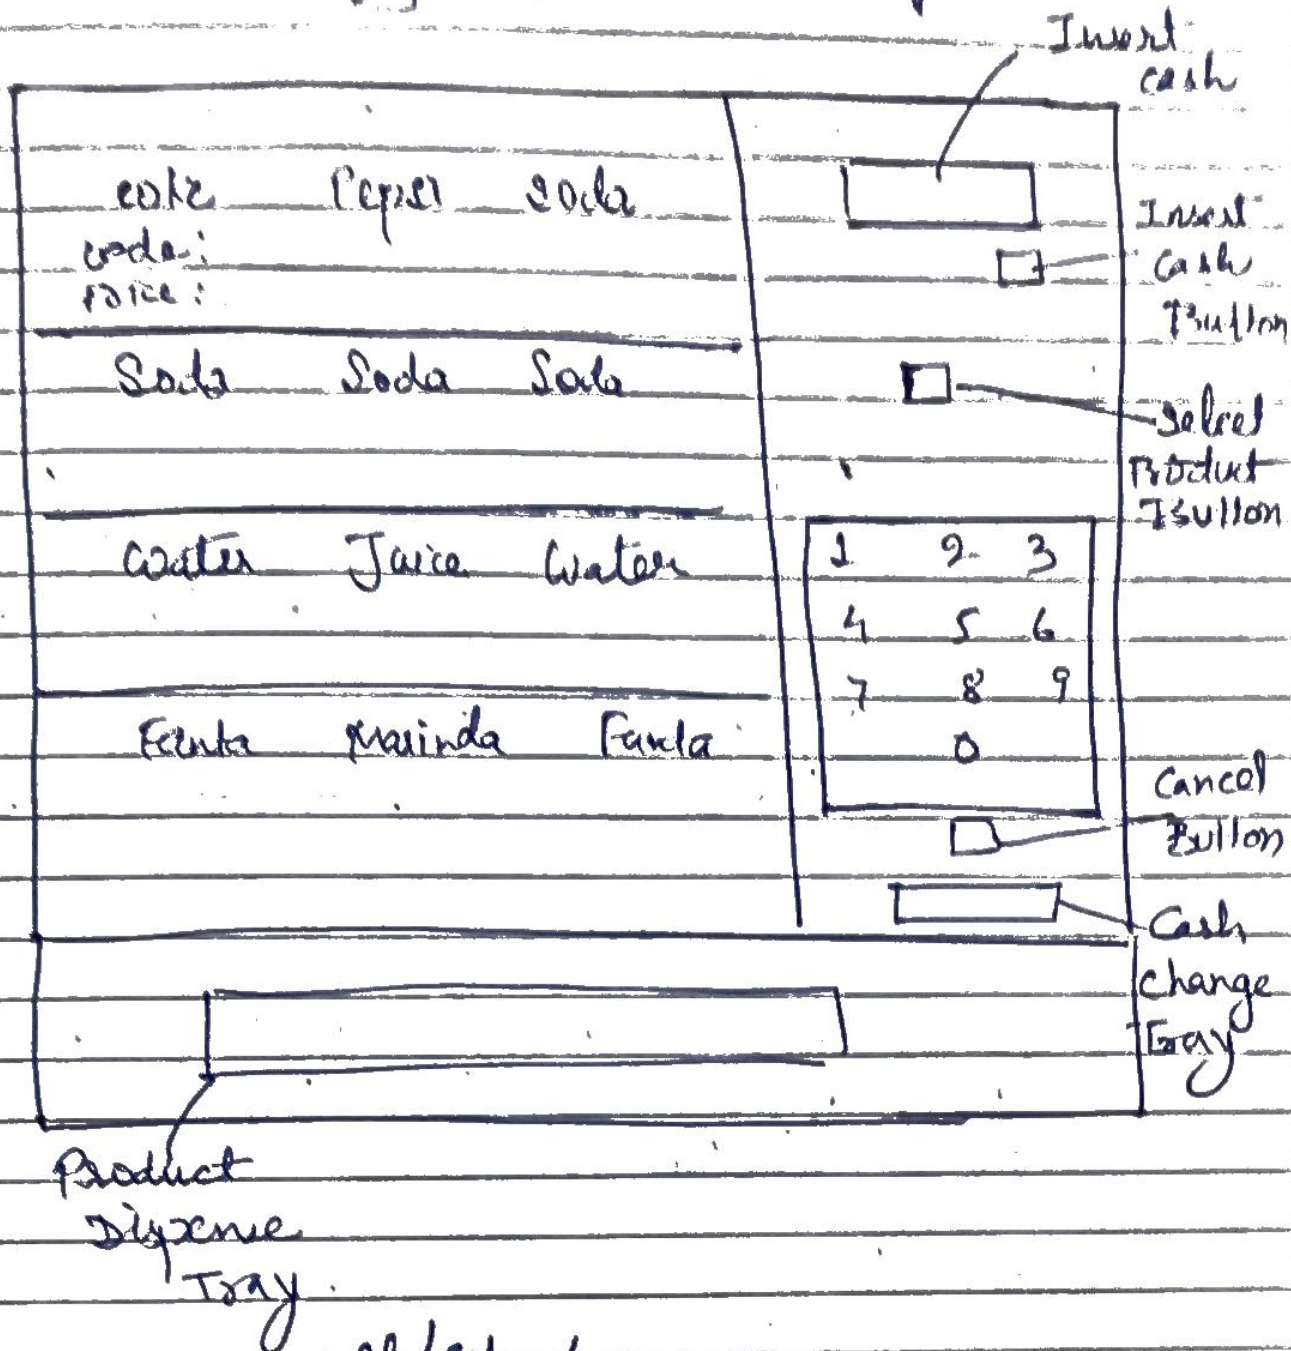 Insert
cash
Coke Pepsi Soda
code:
price:
Insert
Cash
Button
Soda Soda Soda
Select
Product
Button
Water Juice Water
1 2 3
4 5 6
7 8 9
0
Fanta Marinda Fanta
Cancel
Button
Cash
Change
Tray
Product
Dispense
Tray